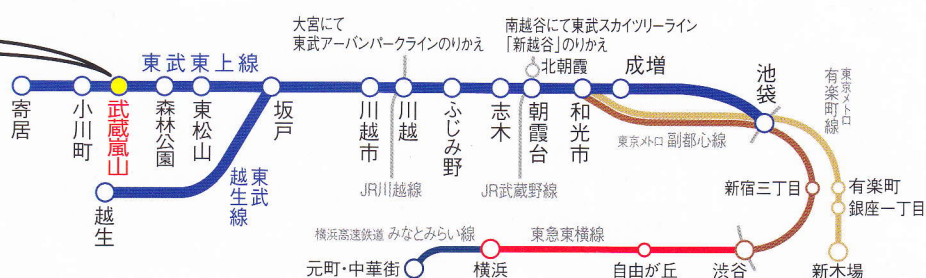 大宮にて
東武アーバンパークラインのりかえ
南越谷にて東武スカイツリーライン
「新越谷」のりかえ
北朝霞
成増
池袋
東京メトロ
有楽町線
東武東上線
寄居
小川町
武蔵嵐山
森林公園
東松山
坂戸
川越市
川越
ふじみ野
志木
朝霞台
和光市
東京メトロ 副都心線
東武
越生線
越生
JR川越線
JR武蔵野線
新宿三丁目
有楽町
銀座一丁目
横浜高速鉄道 みなとみらい線
東急東横線
元町・中華街
横浜
自由が丘
渋谷
新木場